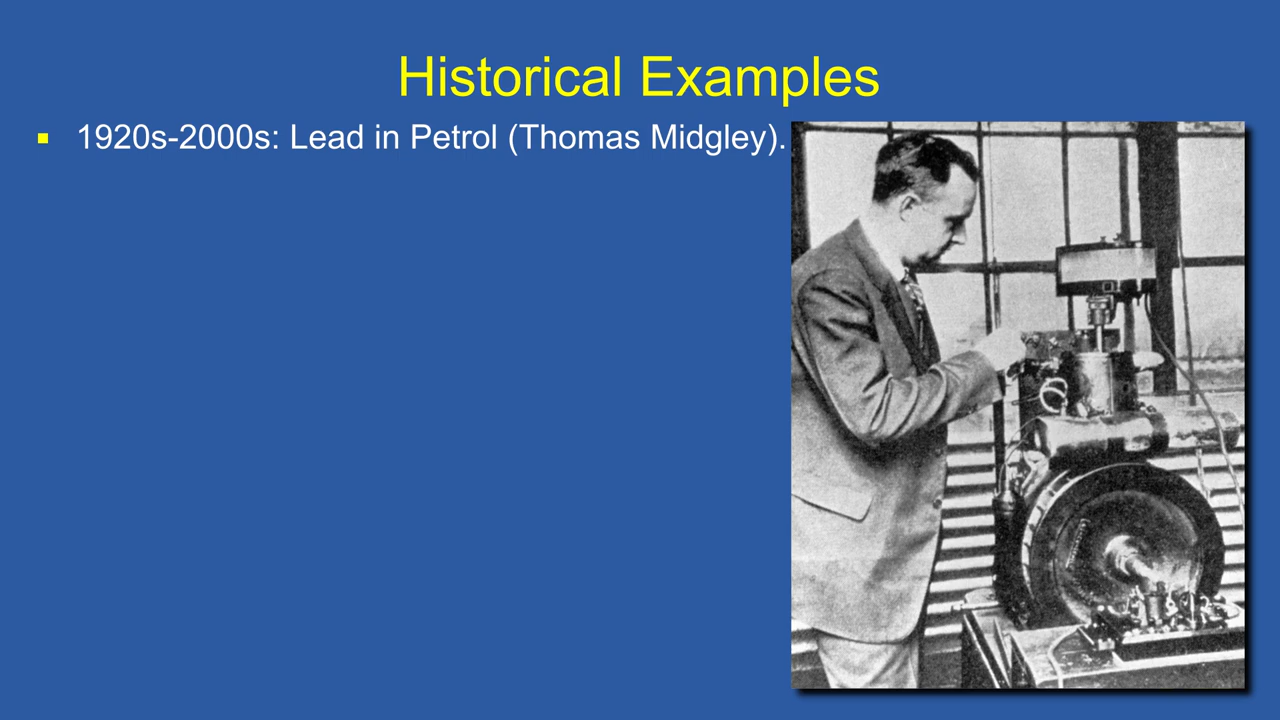 Historical Examples
▪ 1920s-2000s: Lead in Petrol (Thomas Midgley).